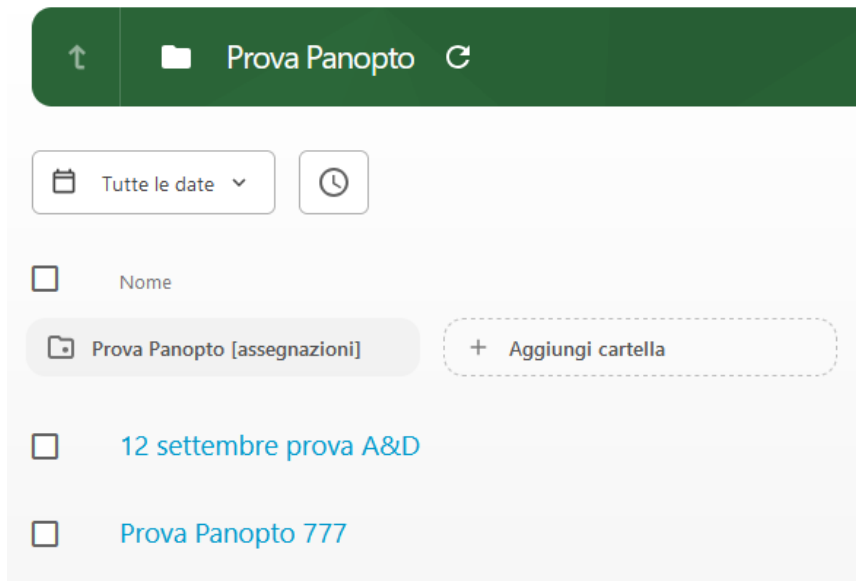 Prova Panopto
Tutte le date
Nome
Prova Panopto [assegnazioni]
+ Aggiungi cartella
12 settembre prova A&D
Prova Panopto 777